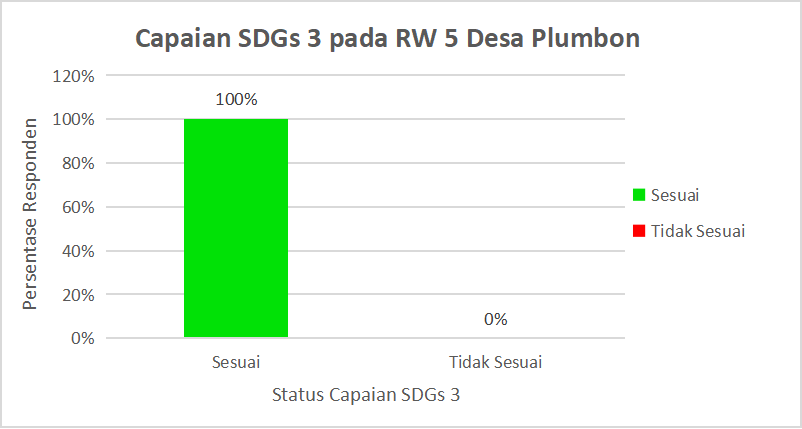 Capaian SDGs 3 pada RW 5 Desa Plumbon
Persentase Responden
120%
100%
80%
60%
40%
20%
0%
100%
0%
Sesuai
Tidak Sesuai
Status Capaian SDGs 3
Sesuai
Tidak Sesuai